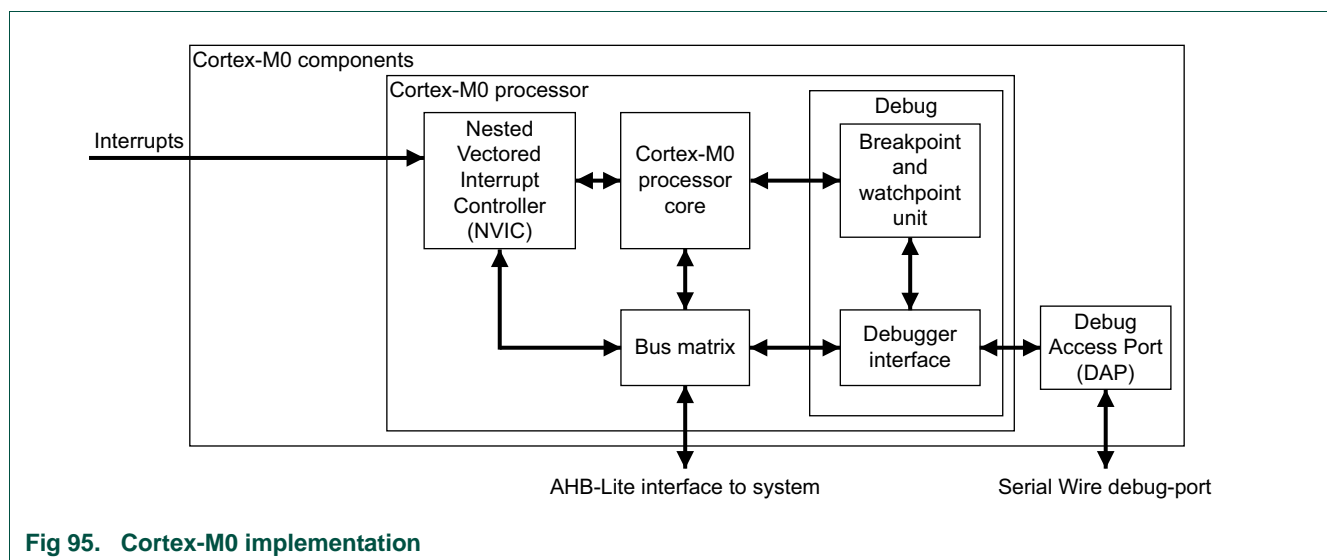 Cortex-M0 components
Cortex-M0 processor
Debug
Interrupts
Nested
Vectored
Interrupt
Controller
(NVIC)
Cortex-M0
processor
core
Breakpoint
and
watchpoint
unit
Bus matrix
Debugger
interface
Debug
Access Port
(DAP)
AHB-Lite interface to system
Serial Wire debug-port
Fig 95. Cortex-M0 implementation